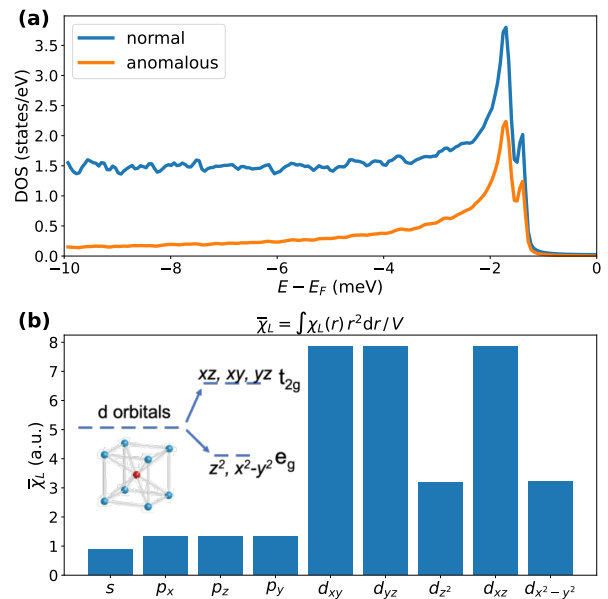 (a)
normal
anomalous
DOS (states/eV)
3.5
3.0
2.5
2.0
1.5
1.0
0.5
0.0
−10 −8 −6 −4 −2 0
E − E_F (meV)
(b)
χ̅_L = ∫ χ_L(r) r² dr / V
χ̅_L (a.u.)
8
7
6
5
4
3
2
1
0
xz, xy, yz t_2g
d orbitals
z², x²-y² e_g
s p_x p_z p_y d_xy d_yz d_z² d_xz d_x²−y²